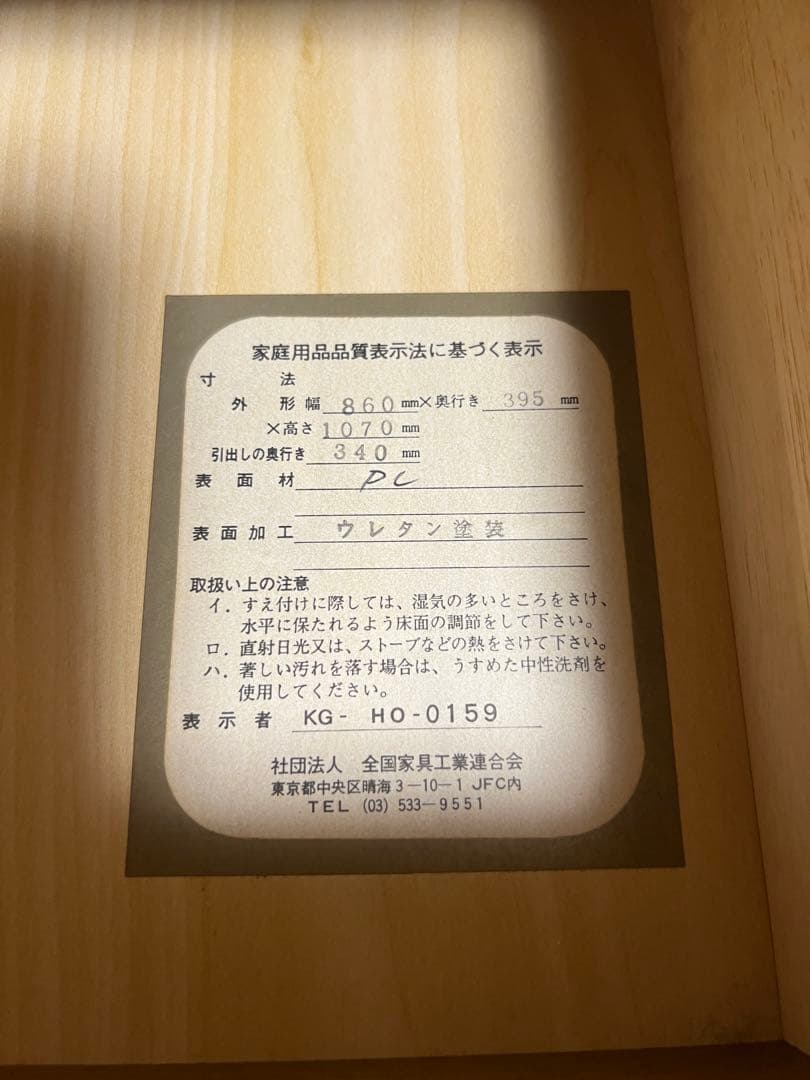 家庭用品品質表示法に基づく表示
寸法
外形幅 860 mm×奥行き 395 mm
×高さ 1070 mm
引出しの奥行き 340 mm
表面材 PC
表面加工 ウレタン塗装
取扱い上の注意
イ．すえ付けに際しては、湿気の多いところをさけ、
水平に保たれるよう床面の調節をして下さい。
ロ．直射日光又は、ストーブなどの熱をさけて下さい。
ハ．著しい汚れを落す場合は、うすめた中性洗剤を
使用してください。
表示者 KG- HO-0159
社団法人 全国家具工業連合会
東京都中央区晴海3-10-1 JFC内
TEL (03) 533-9551